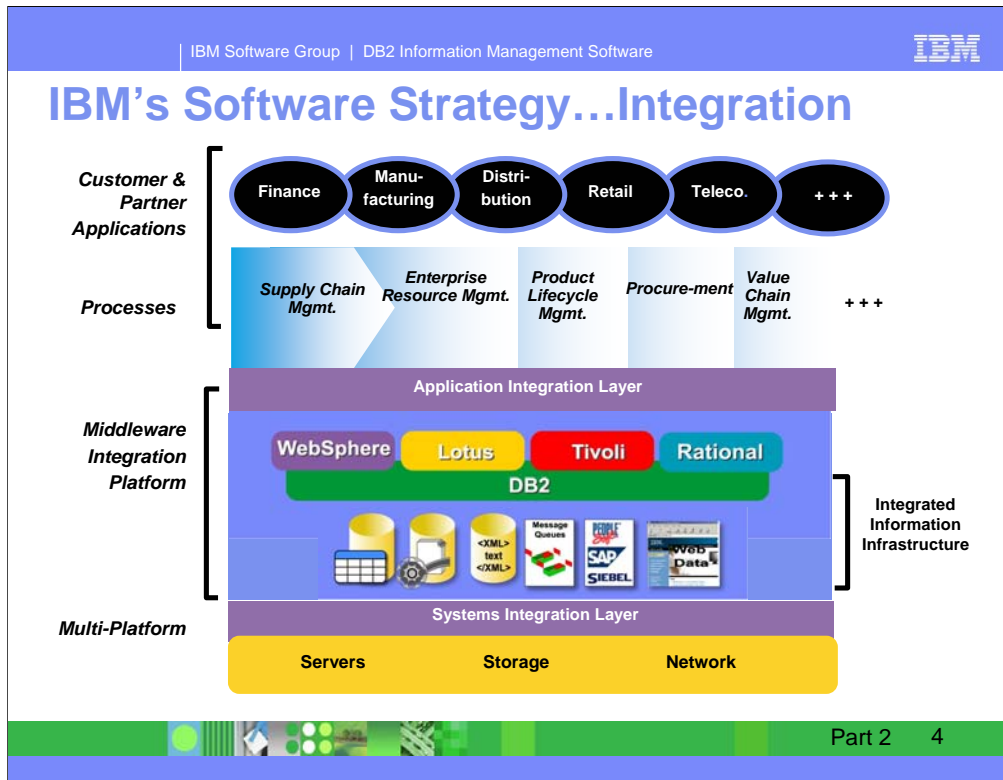 IBM Software Group | DB2 Information Management Software
IBM
IBM's Software Strategy…Integration
Customer &
Partner
Applications
Finance
Manu-
facturing
Distri-
bution
Retail
Teleco.
+ + +
Processes
Supply Chain
Mgmt.
Enterprise
Resource Mgmt.
Product
Lifecycle
Mgmt.
Procure-ment
Value
Chain
Mgmt.
+ + +
Application Integration Layer
Middleware
Integration
Platform
WebSphere
Lotus
Tivoli
Rational
DB2
<XML>
text
</XML>
Message
Queues
PEOPLE
Soft
SAP
SIEBEL
Web
Data
Integrated
Information
Infrastructure
Systems Integration Layer
Multi-Platform
Servers
Storage
Network
Part 2 4